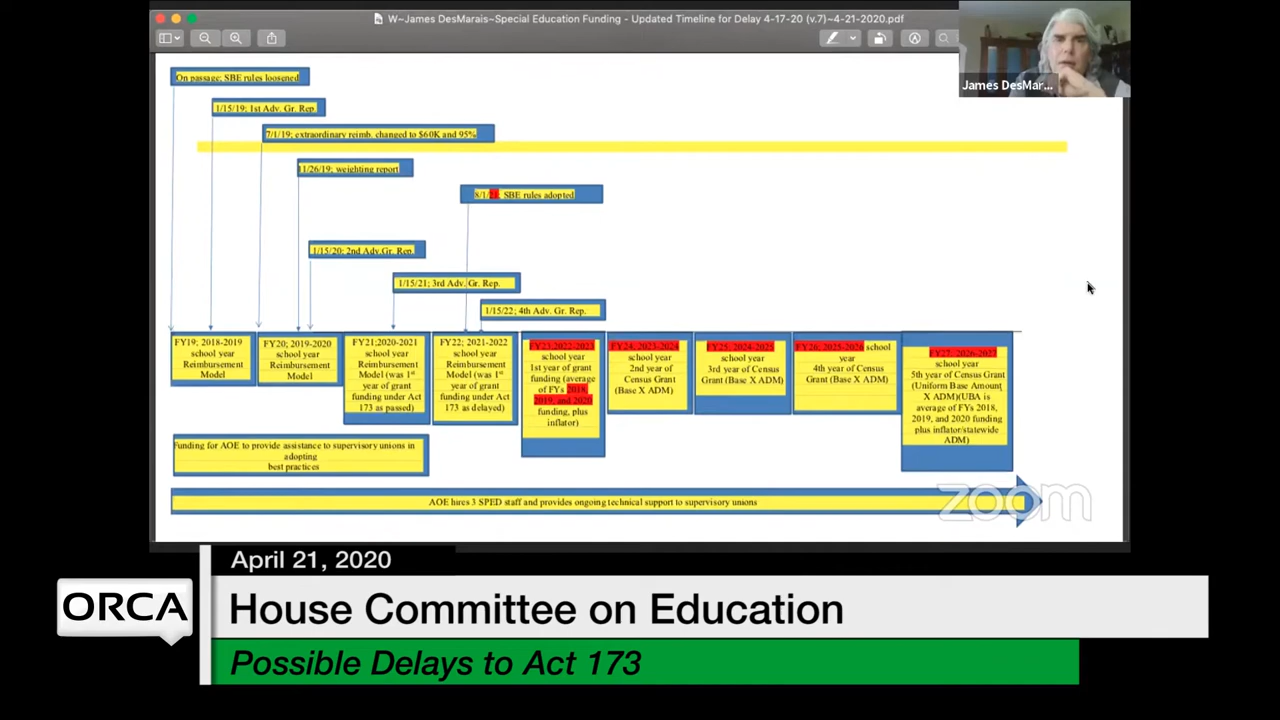 W~James DesMarais~Special Education Funding - Updated Timeline for Delay 4-17-20 (v.7)~4-21-2020.pdf
James DesMar...
On passage; SBE rules loosened
1/15/19; 1st Adv. Gr. Rep.
7/1/19; extraordinary reimb. changed to $60K and 95%
11/26/19; weighting report
8/1/21; SBE rules adopted
1/15/20; 2nd Adv.Gr. Rep.
1/15/21; 3rd Adv. Gr. Rep.
1/15/22; 4th Adv. Gr. Rep.
FY19; 2018-2019
school year
Reimbursement
Model
FY20; 2019-2020
school year
Reimbursement
Model
FY21;2020-2021
school year
Reimbursement
Model (was 1st
year of grant
funding under Act
173 as passed)
FY22; 2021-2022
school year
Reimbursement
Model (was 1st
year of grant
funding under Act
173 as delayed)
FY23;2022-2023
school year
1st year of grant
funding (average
of FYs 2018,
2019, and 2020
funding, plus
inflator)
FY24, 2023-2024
school year
2nd year of
Census Grant
(Base X ADM)
FY25, 2024-2025
school year
3rd year of Census
Grant (Base X ADM)
FY26; 2025-2026 school
year
4th year of Census
Grant (Base X ADM)
FY27, 2026-2027
school year
5th year of Census Grant
(Uniform Base Amount
X ADM)(UBA is
average of FYS 2018,
2019, and 2020 funding
plus inflator/statewide
ADM)
Funding for AOE to provide assistance to supervisory unions in
adopting
best practices
AOE hires 3 SPED staff and provides ongoing technical support to supervisory unions
zoom
April 21, 2020
ORCA
House Committee on Education
Possible Delays to Act 173